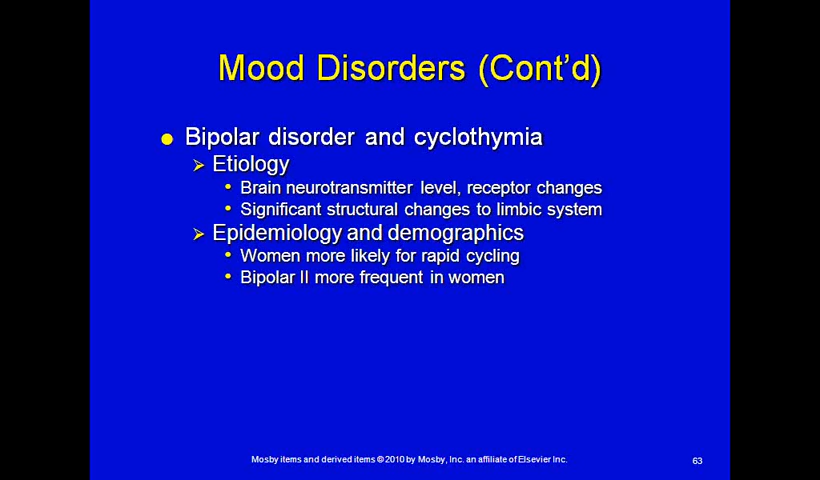 Mood Disorders (Cont'd)
Bipolar disorder and cyclothymia
Etiology
Brain neurotransmitter level, receptor changes
Significant structural changes to limbic system
Epidemiology and demographics
Women more likely for rapid cycling
Bipolar II more frequent in women
Mosby items and derived items © 2010 by Mosby, Inc. an affiliate of Elsevier Inc.
63